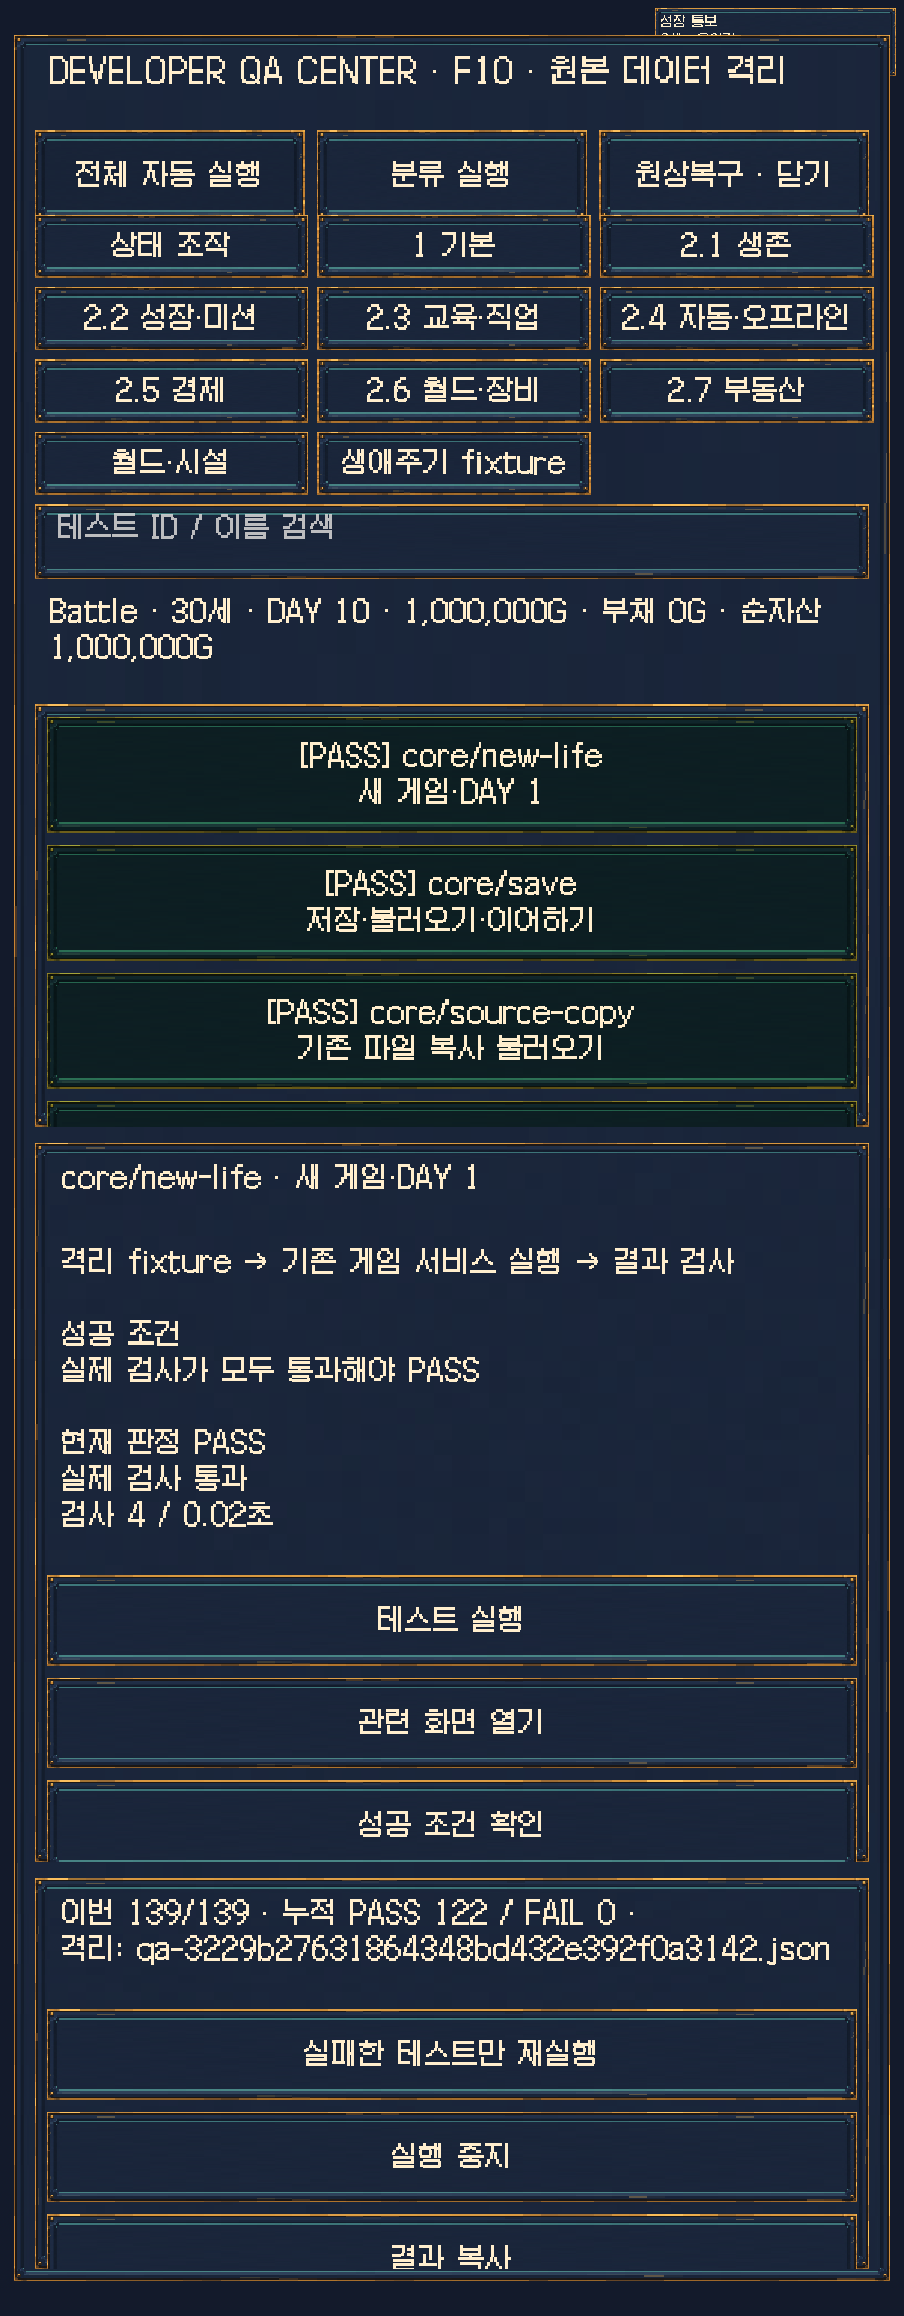 성장 통보
DEVELOPER QA CENTER · F10 · 원본 데이터 격리
전체 자동 실행
분류 실행
원상복구 · 닫기
상태 조작
1 기본
2.1 생존
2.2 성장·미션
2.3 교육·직업
2.4 자동·오프라인
2.5 경제
2.6 월드·장비
2.7 부동산
월드·시설
생애주기 fixture
테스트 ID / 이름 검색
Battle · 30세 · DAY 10 · 1,000,000G · 부채 0G · 순자산
1,000,000G
[PASS] core/new-life
새 게임·DAY 1
[PASS] core/save
저장·불러오기·이어하기
[PASS] core/source-copy
기존 파일 복사 불러오기
core/new-life · 새 게임·DAY 1
격리 fixture → 기존 게임 서비스 실행 → 결과 검사
성공 조건
실제 검사가 모두 통과해야 PASS
현재 판정 PASS
실제 검사 통과
검사 4 / 0.02초
테스트 실행
관련 화면 열기
성공 조건 확인
이번 139/139 · 누적 PASS 122 / FAIL 0 ·
격리: qa-3229b27631864348bd432e392f0a3142.json
실패한 테스트만 재실행
실행 중지
결과 복사